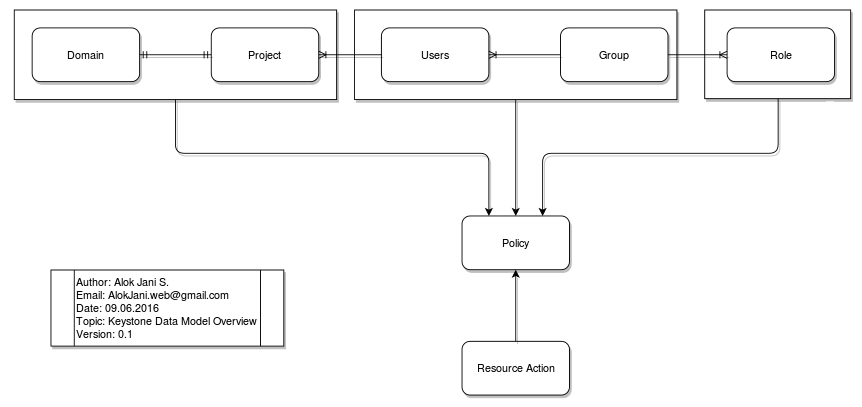 Domain
Project
Users
Group
Role
Policy
Author: Alok Jani S.
Email: AlokJani.web@gmail.com
Date: 09.06.2016
Topic: Keystone Data Model Overview
Version: 0.1
Resource Action